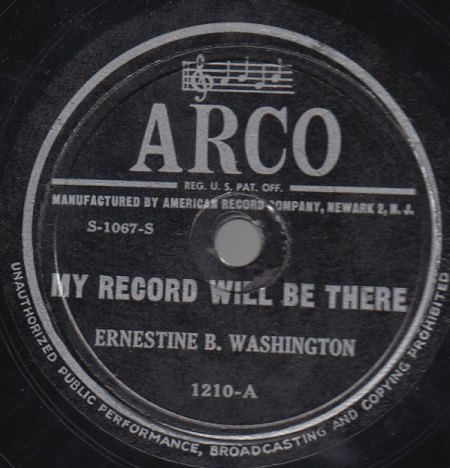 ARCO
REG. U. S. PAT. OFF.
MANUFACTURED BY AMERICAN RECORD COMPANY, NEWARK 2, N. J.
S-1067-S
MY RECORD WILL BE THERE
ERNESTINE B. WASHINGTON
1210-A
UNAUTHORIZED PUBLIC PERFORMANCE, BROADCASTING AND COPYING PROHIBITED